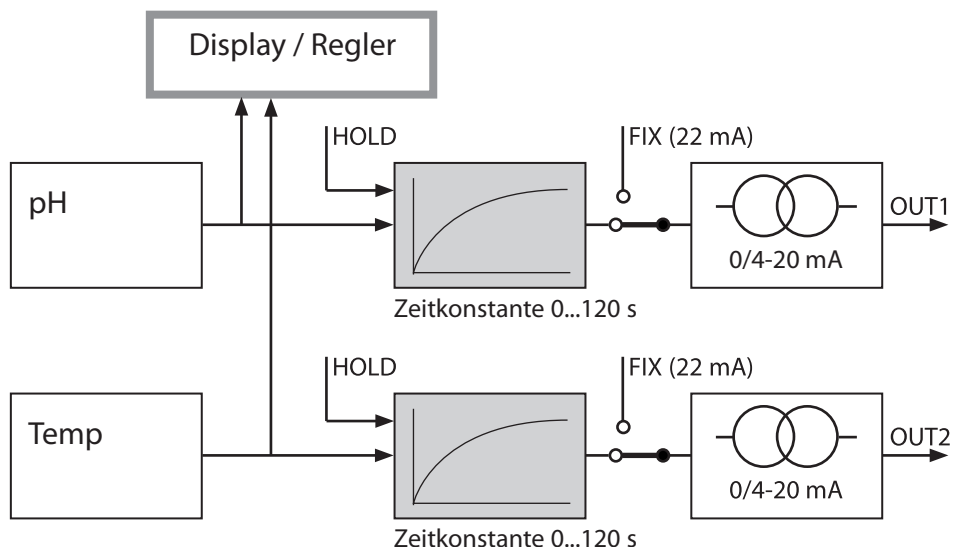 Display / Regler
HOLD
FIX (22 mA)
pH
OUT1
0/4-20 mA
Zeitkonstante 0...120 s
HOLD
FIX (22 mA)
Temp
OUT2
0/4-20 mA
Zeitkonstante 0...120 s